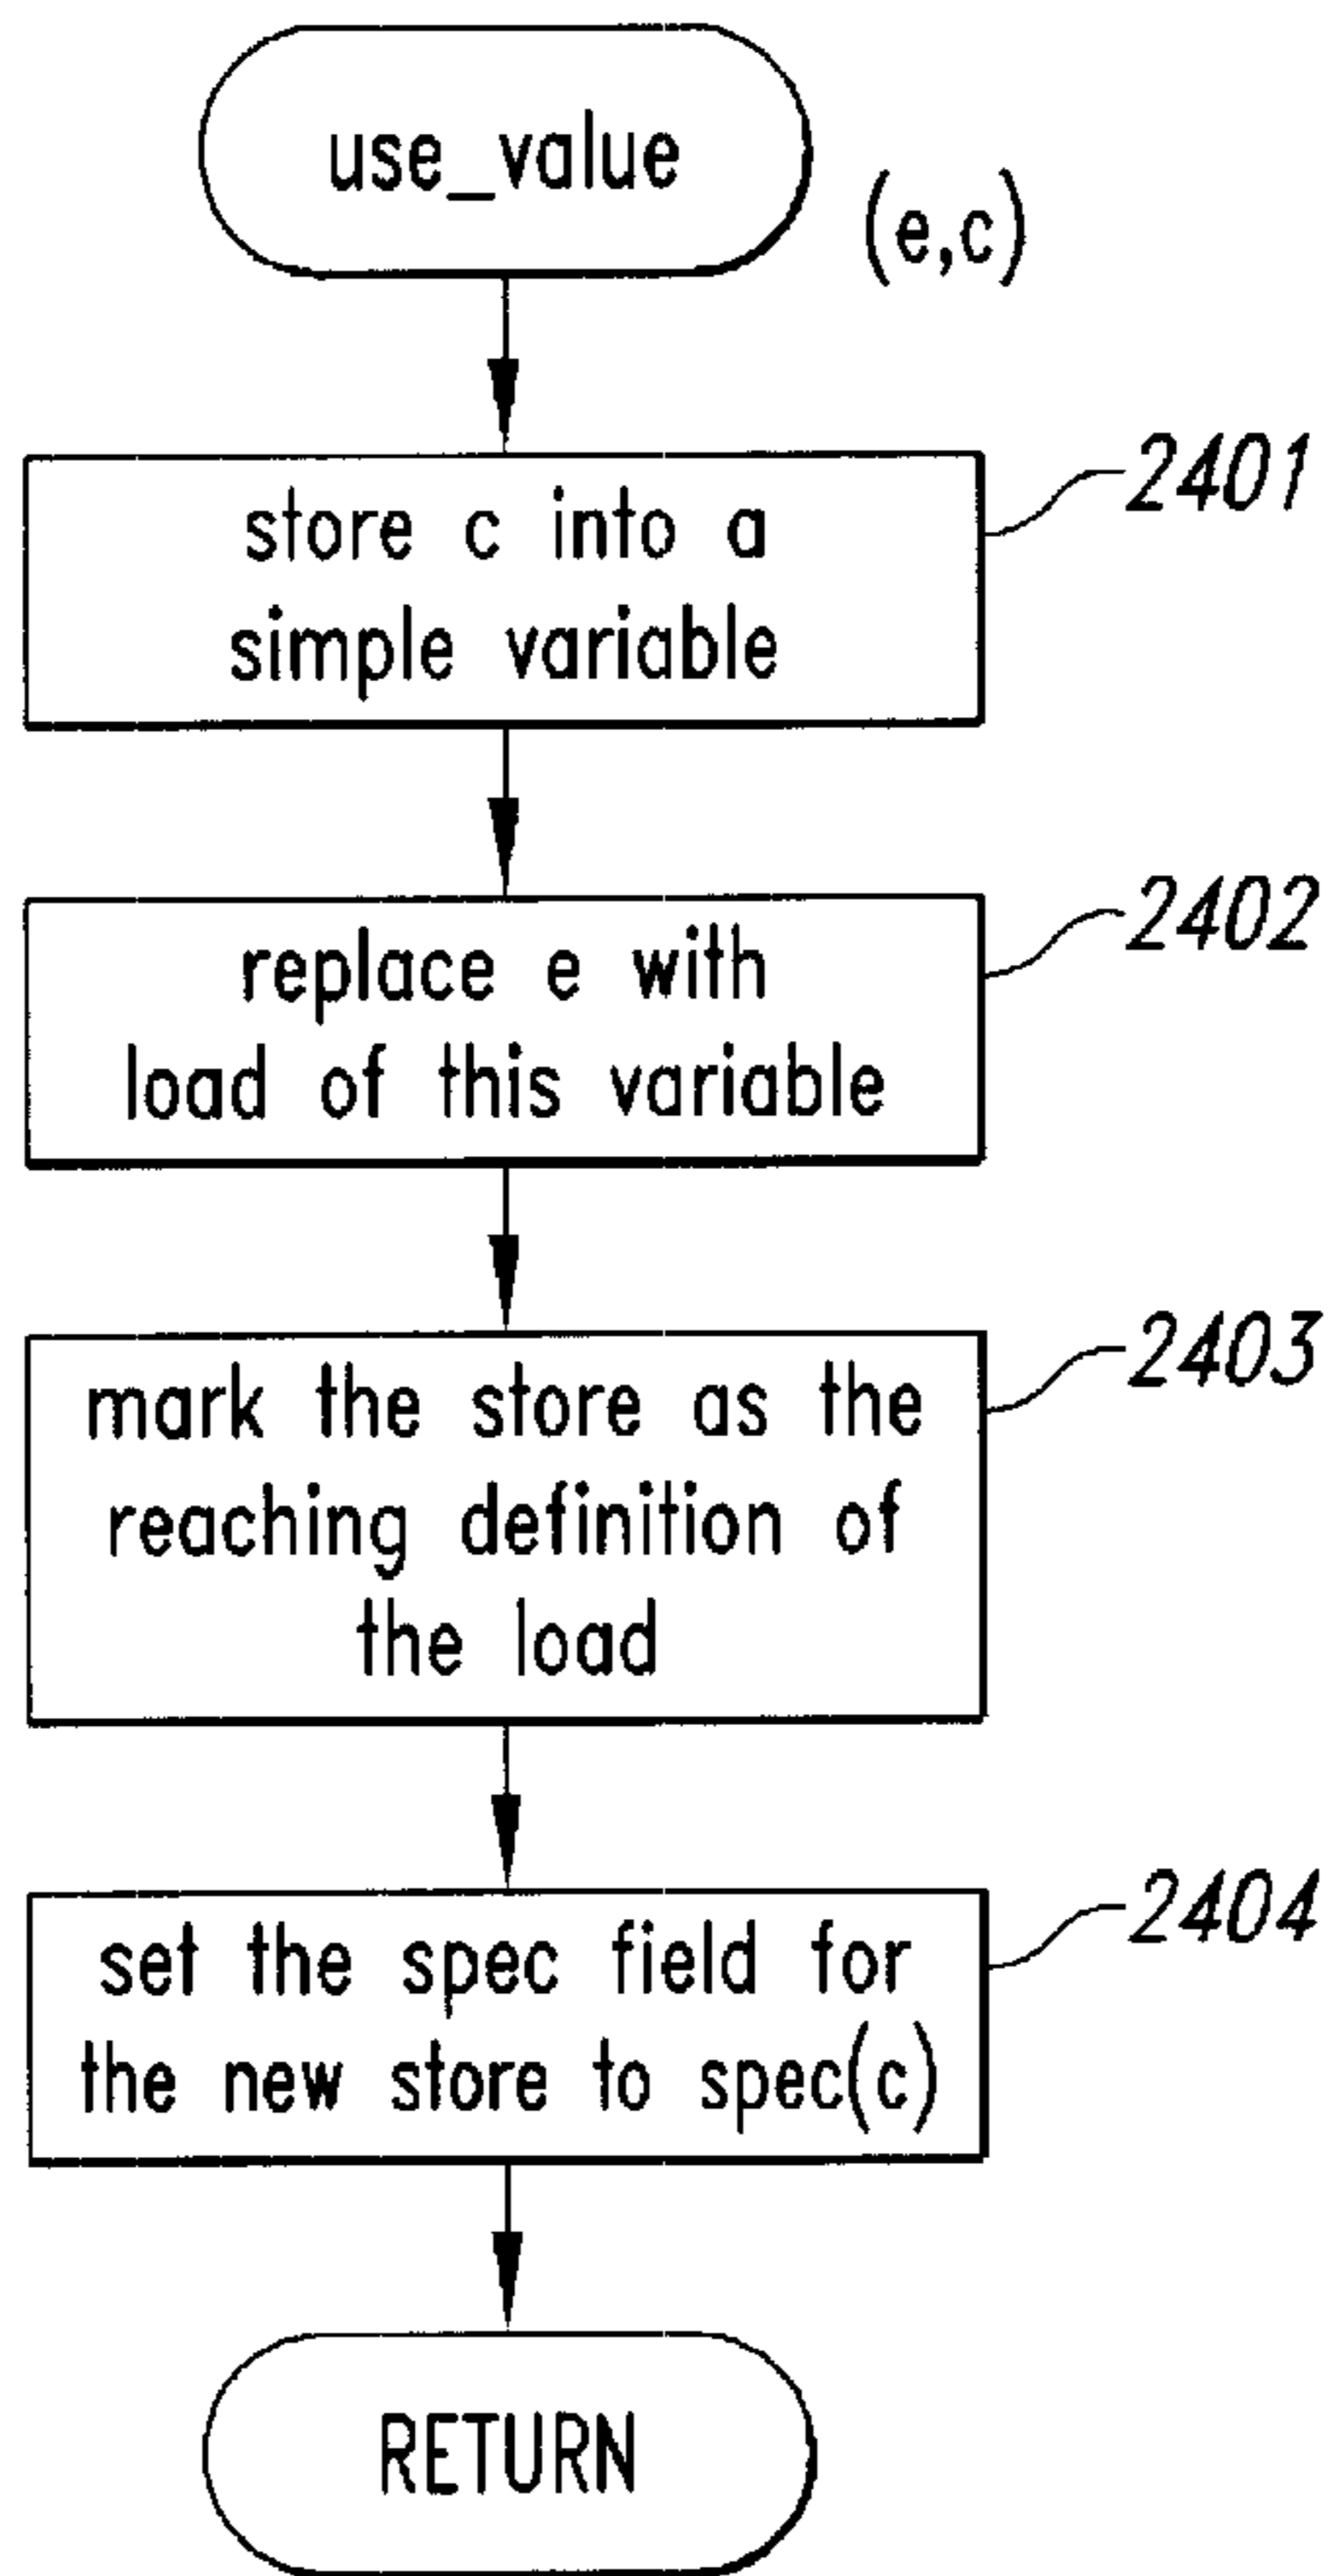 use_value
(e,c)
store c into a
simple variable
2401
replace e with
load of this variable
2402
mark the store as the
reaching definition of
the load
2403
set the spec field for
the new store to spec(c)
2404
RETURN